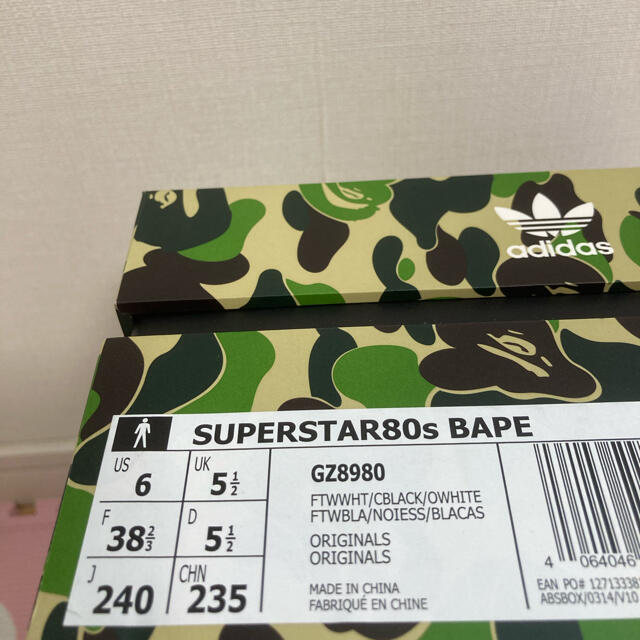 adidas
SUPERSTAR80s BAPE
US 6 UK 5 1/2
F 38 2/3 D 5 1/2
J 240 CHN 235
GZ8980
FTWWHT/CBLACK/OWHITE
FTWBLA/NOIESS/BLACAS
ORIGINALS
ORIGINALS
MADE IN CHINA
FABRIQUÉ EN CHINE
4 064046
EAN PO# 12713338
ABSBOX/0314/V10